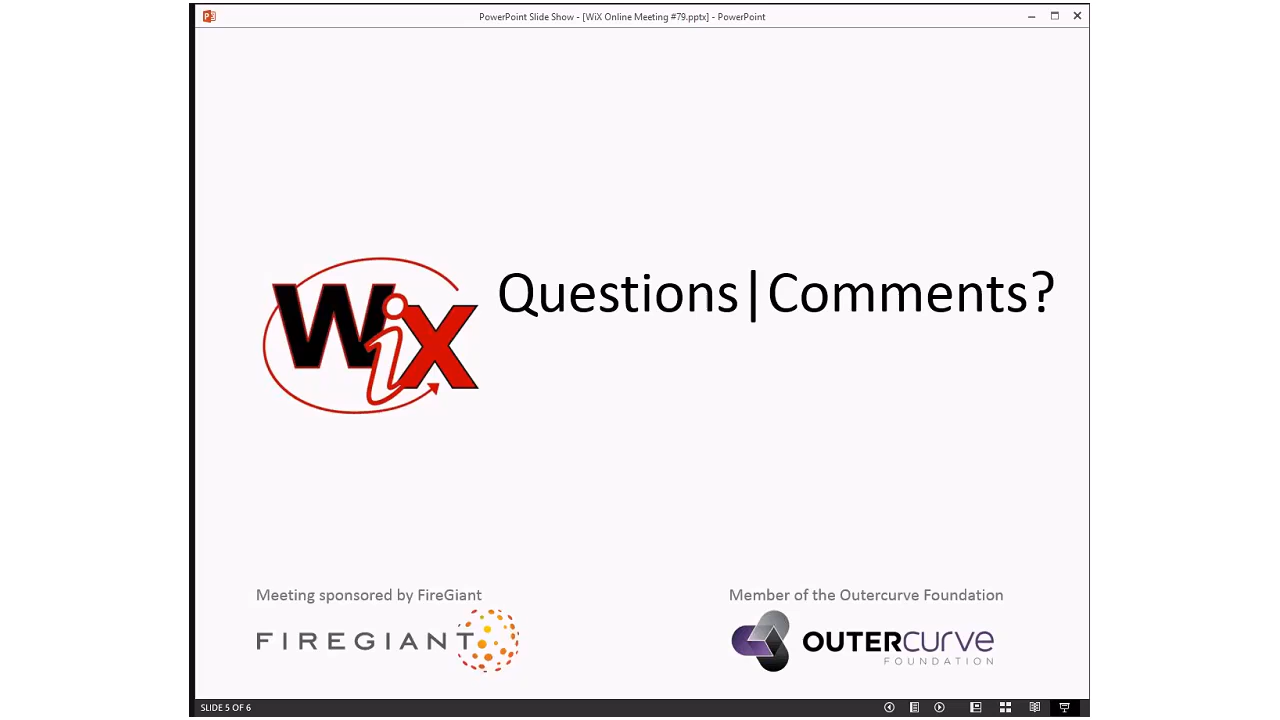 PowerPoint Slide Show - [WiX Online Meeting #79.pptx] - PowerPoint
WiX
Questions|Comments?
Meeting sponsored by FireGiant
FIREGIANT
Member of the Outercurve Foundation
OUTERCURVE
FOUNDATION
SLIDE 5 OF 6